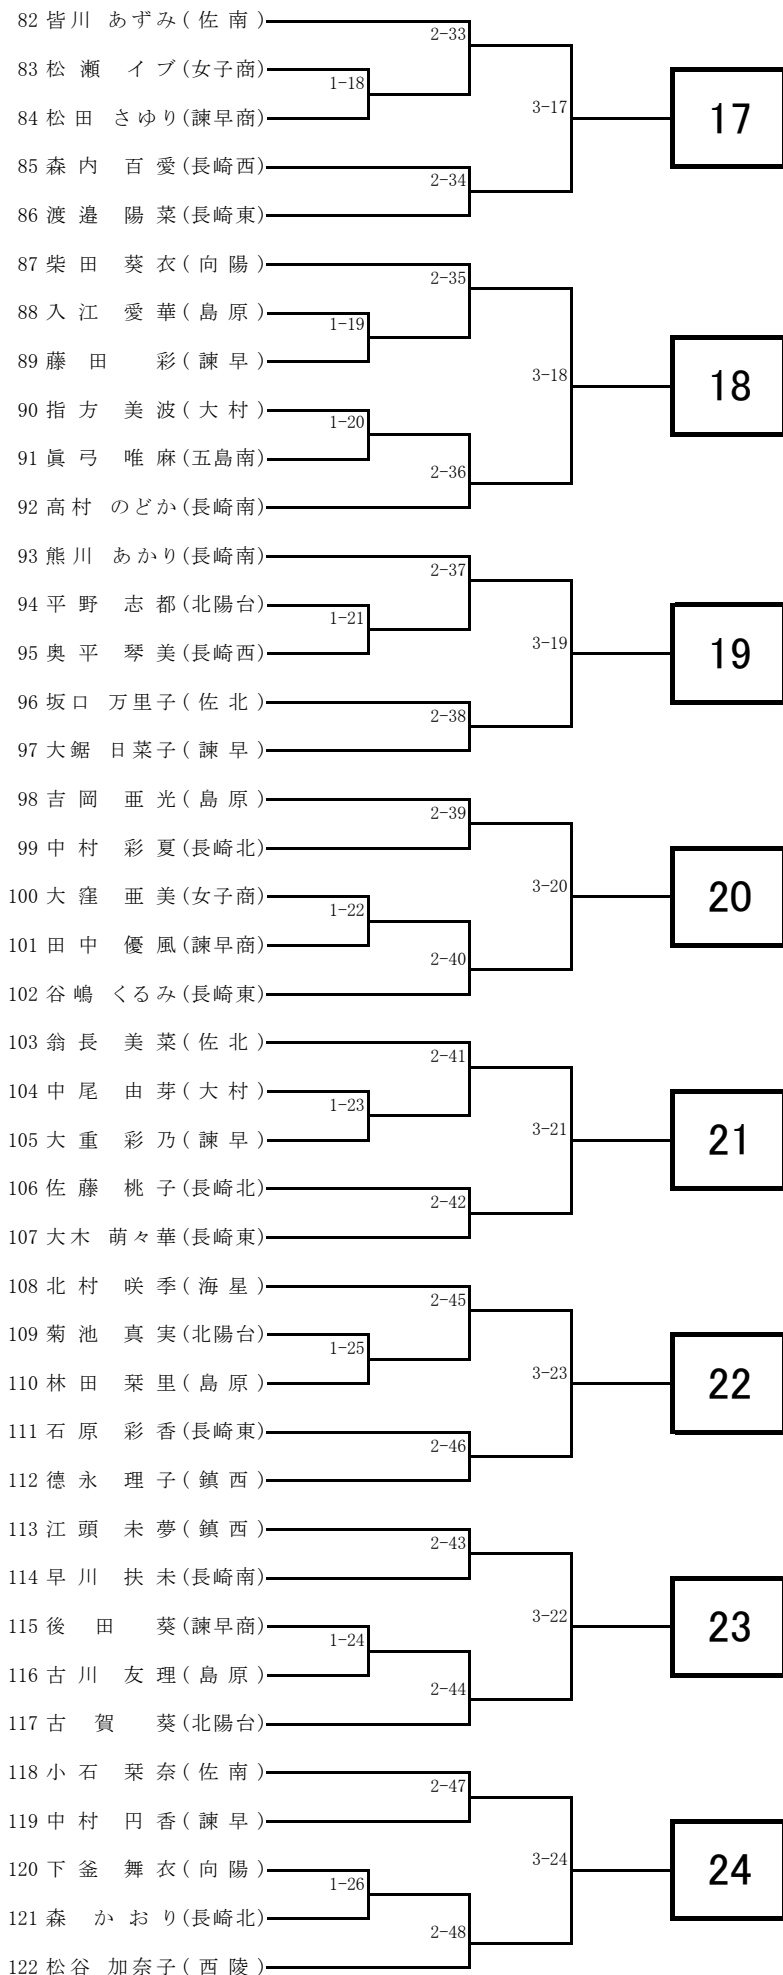 82 皆川 あずみ(佐南)
2-33
83 松瀬 イブ(女子商)
1-18
84 松田 さゆり(諫早商)
3-17
17
85 森内 百愛(長崎西)
2-34
86 渡邉 陽菜(長崎東)
87 柴田 葵衣(向陽)
2-35
88 入江 愛華(島原)
1-19
89 藤田 彩(諫早)
3-18
18
90 指方 美波(大村)
1-20
91 眞弓 唯麻(五島南)
2-36
92 高村 のどか(長崎南)
93 熊川 あかり(長崎南)
2-37
94 平野 志都(北陽台)
1-21
95 奥平 琴美(長崎西)
3-19
19
96 坂口 万里子(佐北)
2-38
97 大鋸 日菜子(諫早)
98 吉岡 亜光(島原)
2-39
99 中村 彩夏(長崎北)
3-20
20
100 大窪 亜美(女子商)
1-22
101 田中 優風(諫早商)
2-40
102 谷嶋 くるみ(長崎東)
103 翁長 美菜(佐北)
2-41
104 中尾 由芽(大村)
1-23
105 大重 彩乃(諫早)
3-21
21
106 佐藤 桃子(長崎北)
2-42
107 大木 萌々華(長崎東)
108 北村 咲季(海星)
2-45
109 菊池 真実(北陽台)
1-25
110 林田 栞里(島原)
3-23
22
111 石原 彩香(長崎東)
2-46
112 德永 理子(鎮西)
113 江頭 未夢(鎮西)
2-43
114 早川 扶未(長崎南)
3-22
23
115 後田 葵(諫早商)
1-24
116 古川 友理(島原)
2-44
117 古賀 葵(北陽台)
118 小石 栞奈(佐南)
2-47
119 中村 円香(諫早)
3-24
24
120 下釜 舞衣(向陽)
1-26
121 森 かおり(長崎北)
2-48
122 松谷 加奈子(西陵)